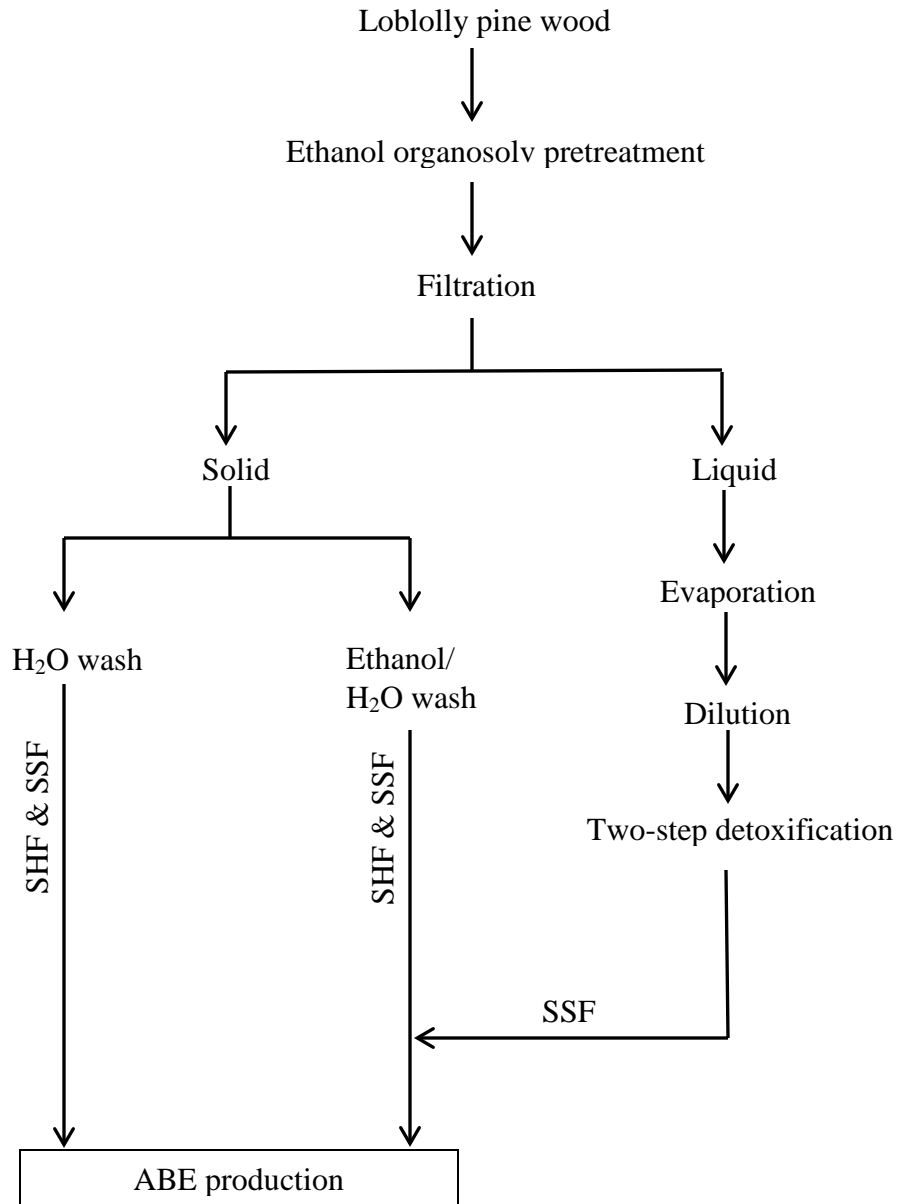 Loblolly pine wood
Ethanol organosolv pretreatment
Filtration
Solid
Liquid
Evaporation
H₂O wash
Ethanol/
H₂O wash
Dilution
SHF & SSF
SHF & SSF
Two-step detoxification
SSF
ABE production